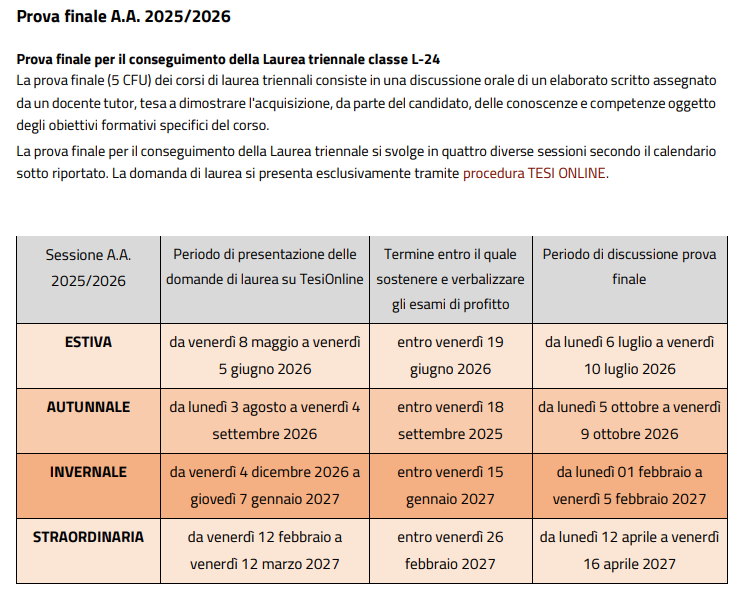 Prova finale A.A. 2025/2026
Prova finale per il conseguimento della Laurea triennale classe L-24
La prova finale (5 CFU) dei corsi di laurea triennali consiste in una discussione orale di un elaborato scritto assegnato
da un docente tutor, tesa a dimostrare l'acquisizione, da parte del candidato, delle conoscenze e competenze oggetto
degli obiettivi formativi specifici del corso.
La prova finale per il conseguimento della Laurea triennale si svolge in quattro diverse sessioni secondo il calendario
sotto riportato. La domanda di laurea si presenta esclusivamente tramite procedura TESI ONLINE.
Sessione A.A.
2025/2026
Periodo di presentazione delle
domande di laurea su TesiOnline
Termine entro il quale
sostenere e verbalizzare
gli esami di profitto
Periodo di discussione prova
finale
ESTIVA
da venerdì 8 maggio a venerdì
5 giugno 2026
entro venerdì 19
giugno 2026
da lunedì 6 luglio a venerdì
10 luglio 2026
AUTUNNALE
da lunedì 3 agosto a venerdì 4
settembre 2026
entro venerdì 18
settembre 2025
da lunedì 5 ottobre a venerdì
9 ottobre 2026
INVERNALE
da venerdì 4 dicembre 2026 a
giovedì 7 gennaio 2027
entro venerdì 15
gennaio 2027
da lunedì 01 febbraio a
venerdì 5 febbraio 2027
STRAORDINARIA
da venerdì 12 febbraio a
venerdì 12 marzo 2027
entro venerdì 26
febbraio 2027
da lunedì 12 aprile a venerdì
16 aprile 2027